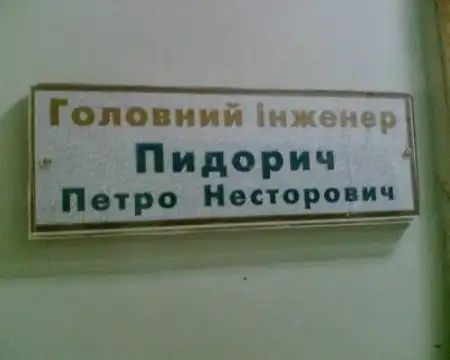 Головний інженер
Пидорич
Петро Несторович